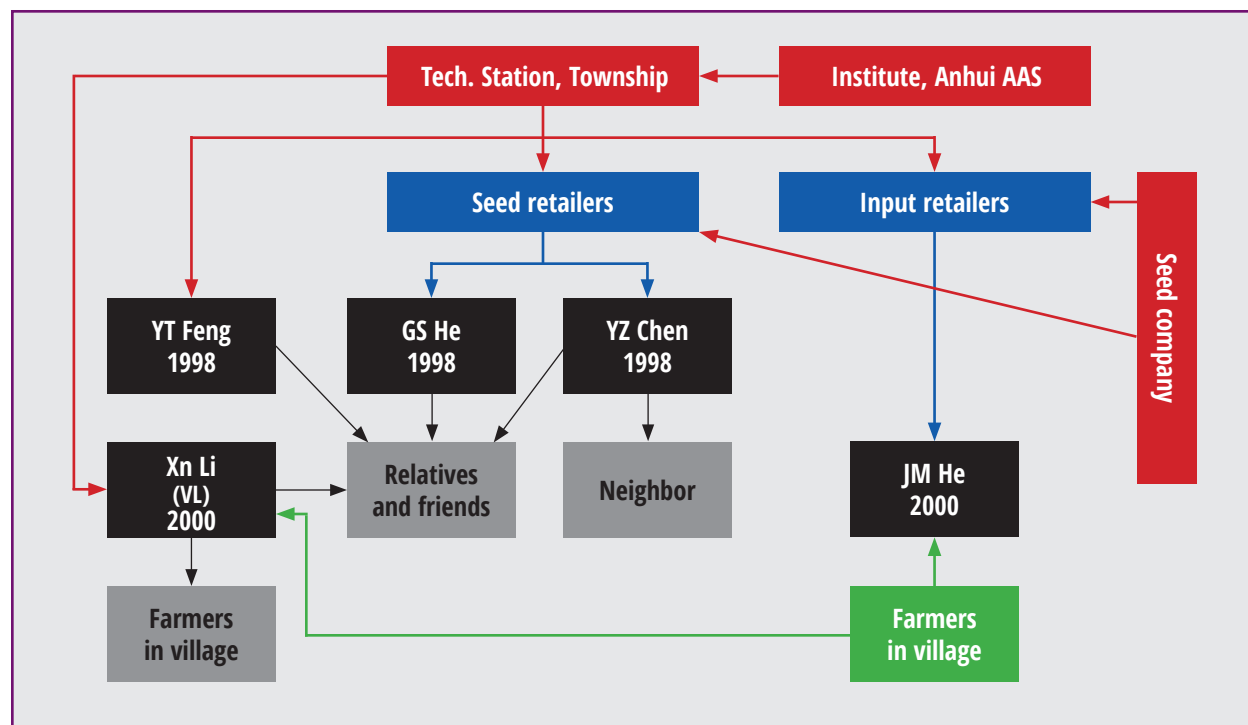 Tech. Station, Township
Institute, Anhui AAS
Seed retailers
Input retailers
Seed company
YT Feng
1998
GS He
1998
YZ Chen
1998
Xn Li
(VL)
2000
Relatives
and friends
Neighbor
JM He
2000
Farmers
in village
Farmers
in village